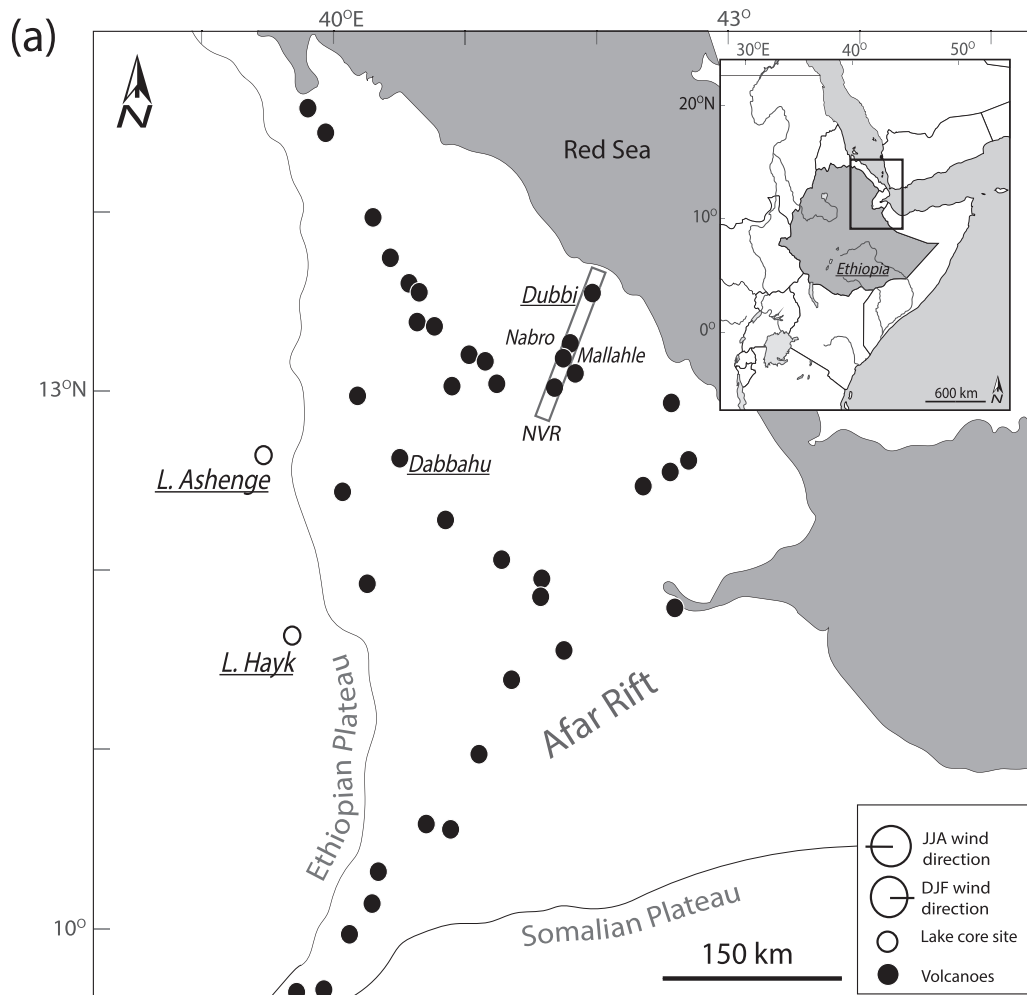 (a)
40°E
43°
N
Red Sea
30°E
40°
50°
20°N
10°
0°
Ethiopia
600 km
N
Dubbi
Nabro
Mallahle
13°N
NVR
L. Ashenge
Dabbahu
L. Hayk
Ethiopian Plateau
Afar Rift
Somalian Plateau
10°
150 km
JJA wind
direction
DJF wind
direction
Lake core site
Volcanoes